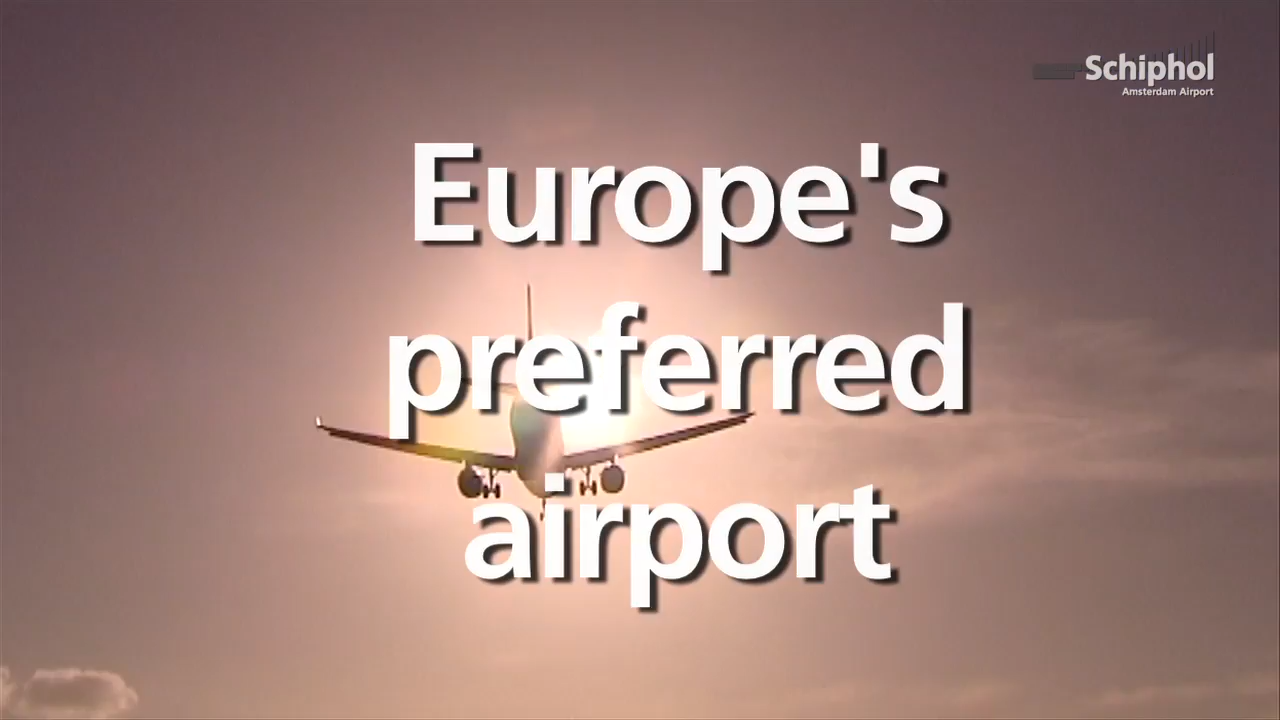 Schiphol
Amsterdam Airport
Europe's
preferred
airport